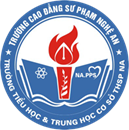 TRƯỜNG CAO ĐẲNG SƯ PHẠM NGHỆ AN
NA.PPS
TRƯỜNG TIỂU HỌC & TRUNG HỌC CƠ SỞ THSP NA